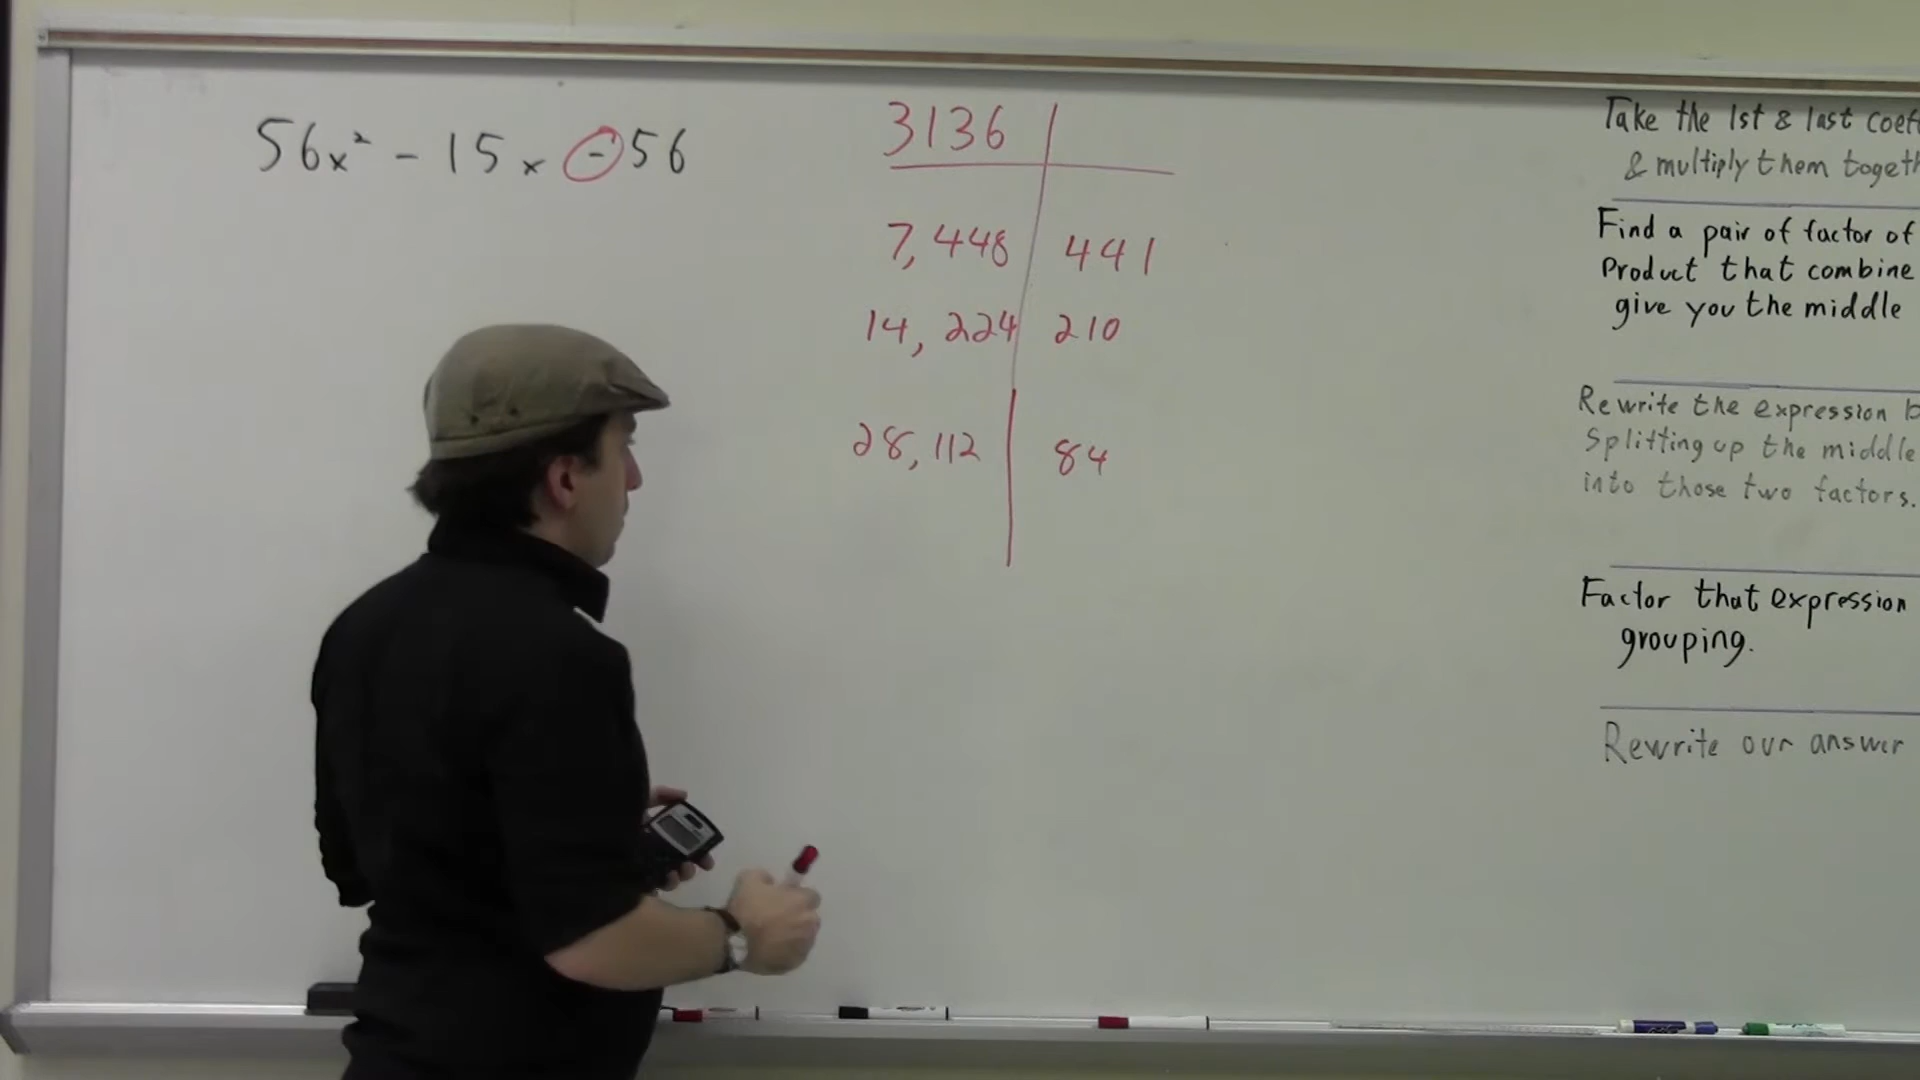 56x² - 15x - 56
3136
7, 448 441
14, 224 210
28, 112 84
Take the 1st & last
& multiply them
Find a pair of factor of
Product that combine
give you the middle
Rewrite the expression
Splitting up the middle
into those two factors.
Factor that expression
grouping.
Rewrite our answer